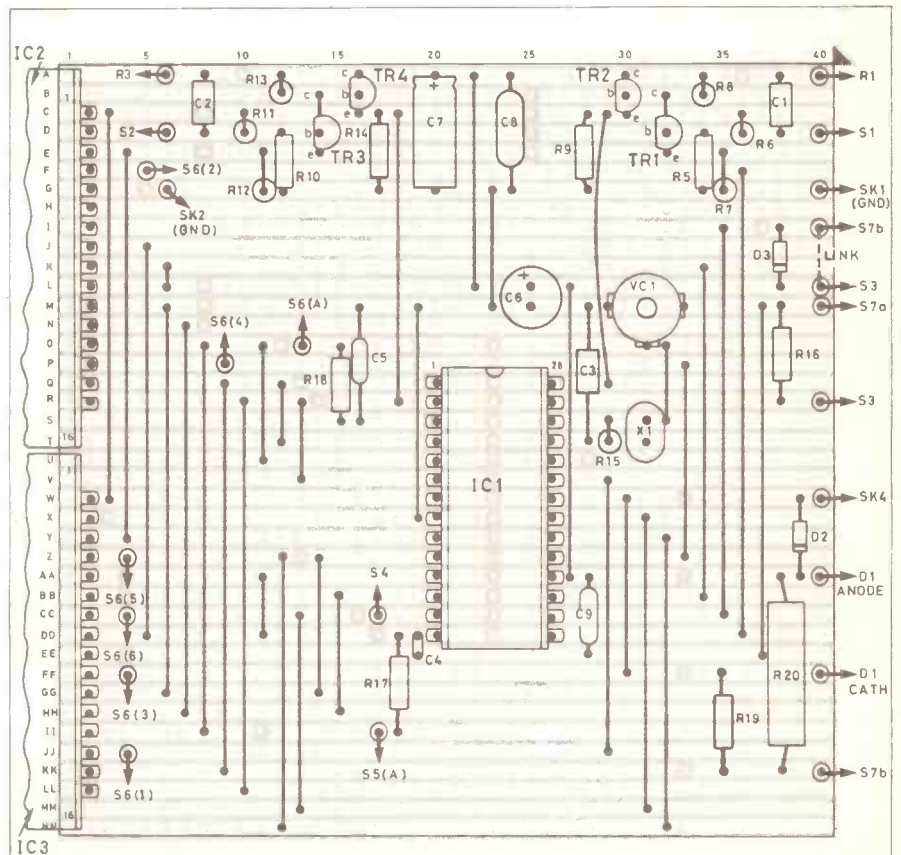 IC2
1 5 10 15 20 25 30 35 40
A R3 R13 c TR4 TR2 c R8 R1
B 1 C2 c b + b c C1
C R11 e C7 C8 e
D S2 b R14 R9 b R6 S1
E e TR3 TR1 e
F S6(2) R10 R5
G R12 R7 SK1 (GND)
H SK2 (GND)
I S7b
J D3
K + LINK
L C6 VC1 S3
M S6(A) S7a
N S6(4)
O C5 R16
P R18 1 28 C3
Q
R S3
S X1
T 16 R15
U 1
V IC1
W SK4
X
Y D2
Z
AA S4 D1 ANODE
BB S6(5)
CC C9
DD
EE S6(6) C4
FF R17 R20 D1 CATH
GG
HH S6(3) R19
II
JJ
KK S5(A) S7b
LL S6(1)
MM
NN 16
IC3